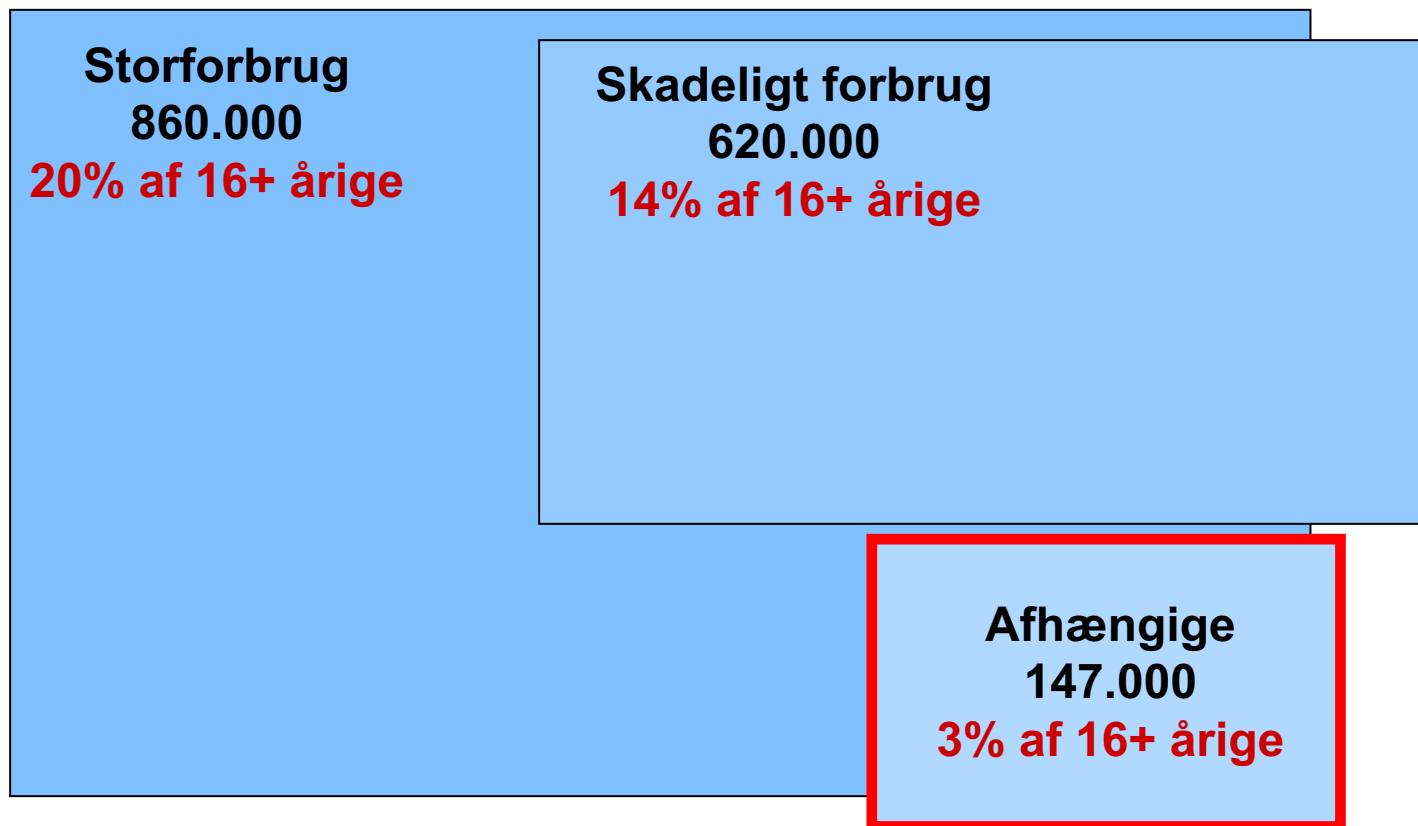 Storforbrug
860.000
20% af 16+ årige
Skadeligt forbrug
620.000
14% af 16+ årige
Afhængige
147.000
3% af 16+ årige